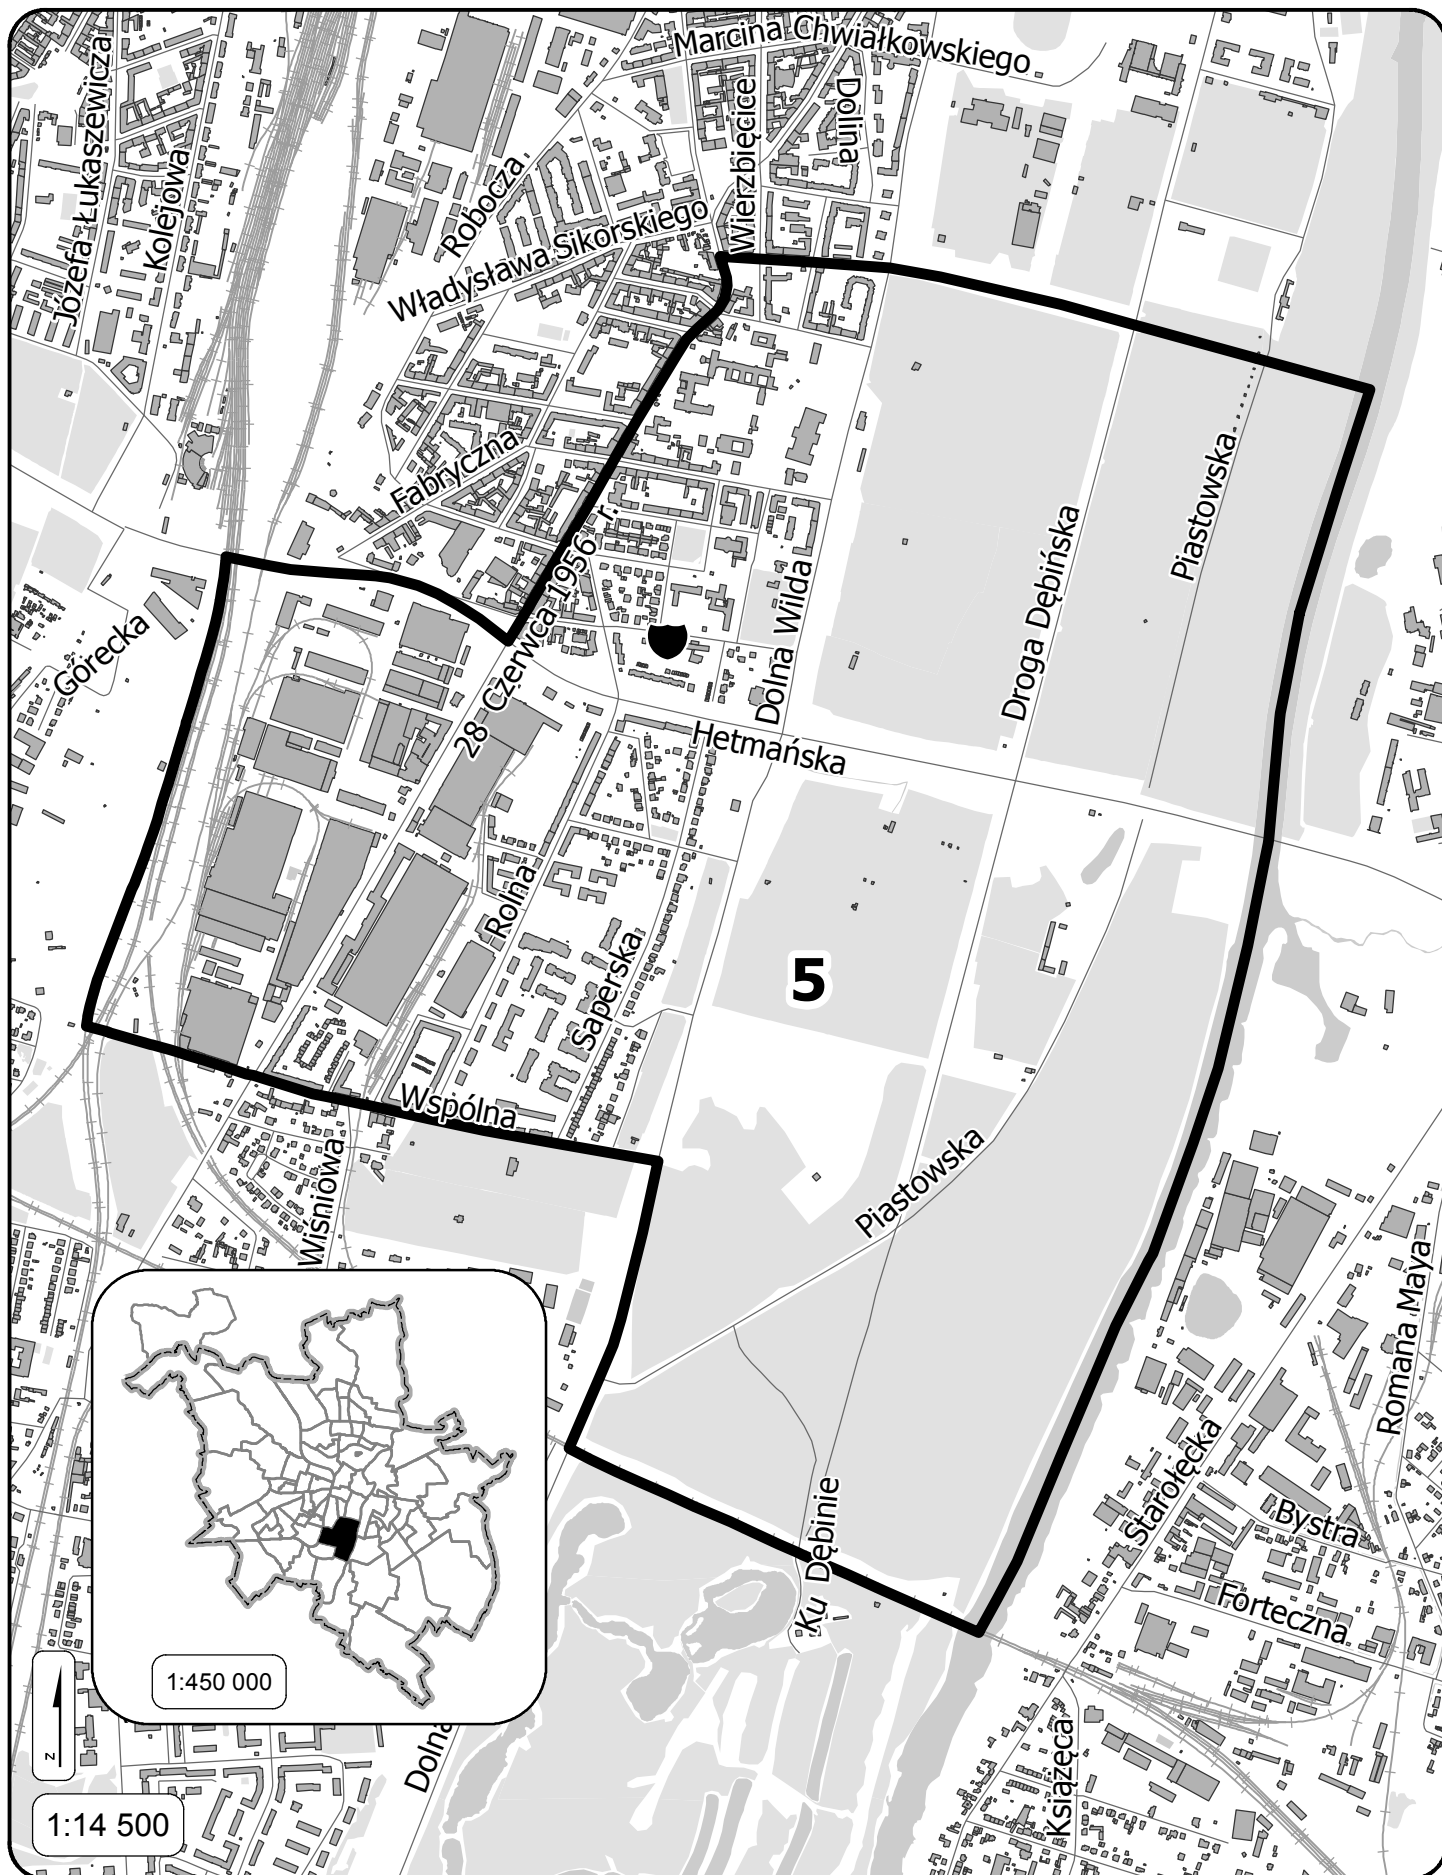 Marcina Chwiałkowskiego
Józefa Łukaszewicza
Kolejowa
Robocza
Władysława Sikorskiego
Wierzbięcice
Dolina
Fabryczna
28 Czerwca 1956 r.
Dolna Wilda
Droga Dębińska
Piastowska
Górecka
Hetmańska
Rolna
Saperska
5
Wspólna
Wiśniowa
Piastowska
Romana Maya
Starołęcka
Bystra
Forteczna
Ku Dębinie
Książęca
Dolna
1:450 000
z
1:14 500